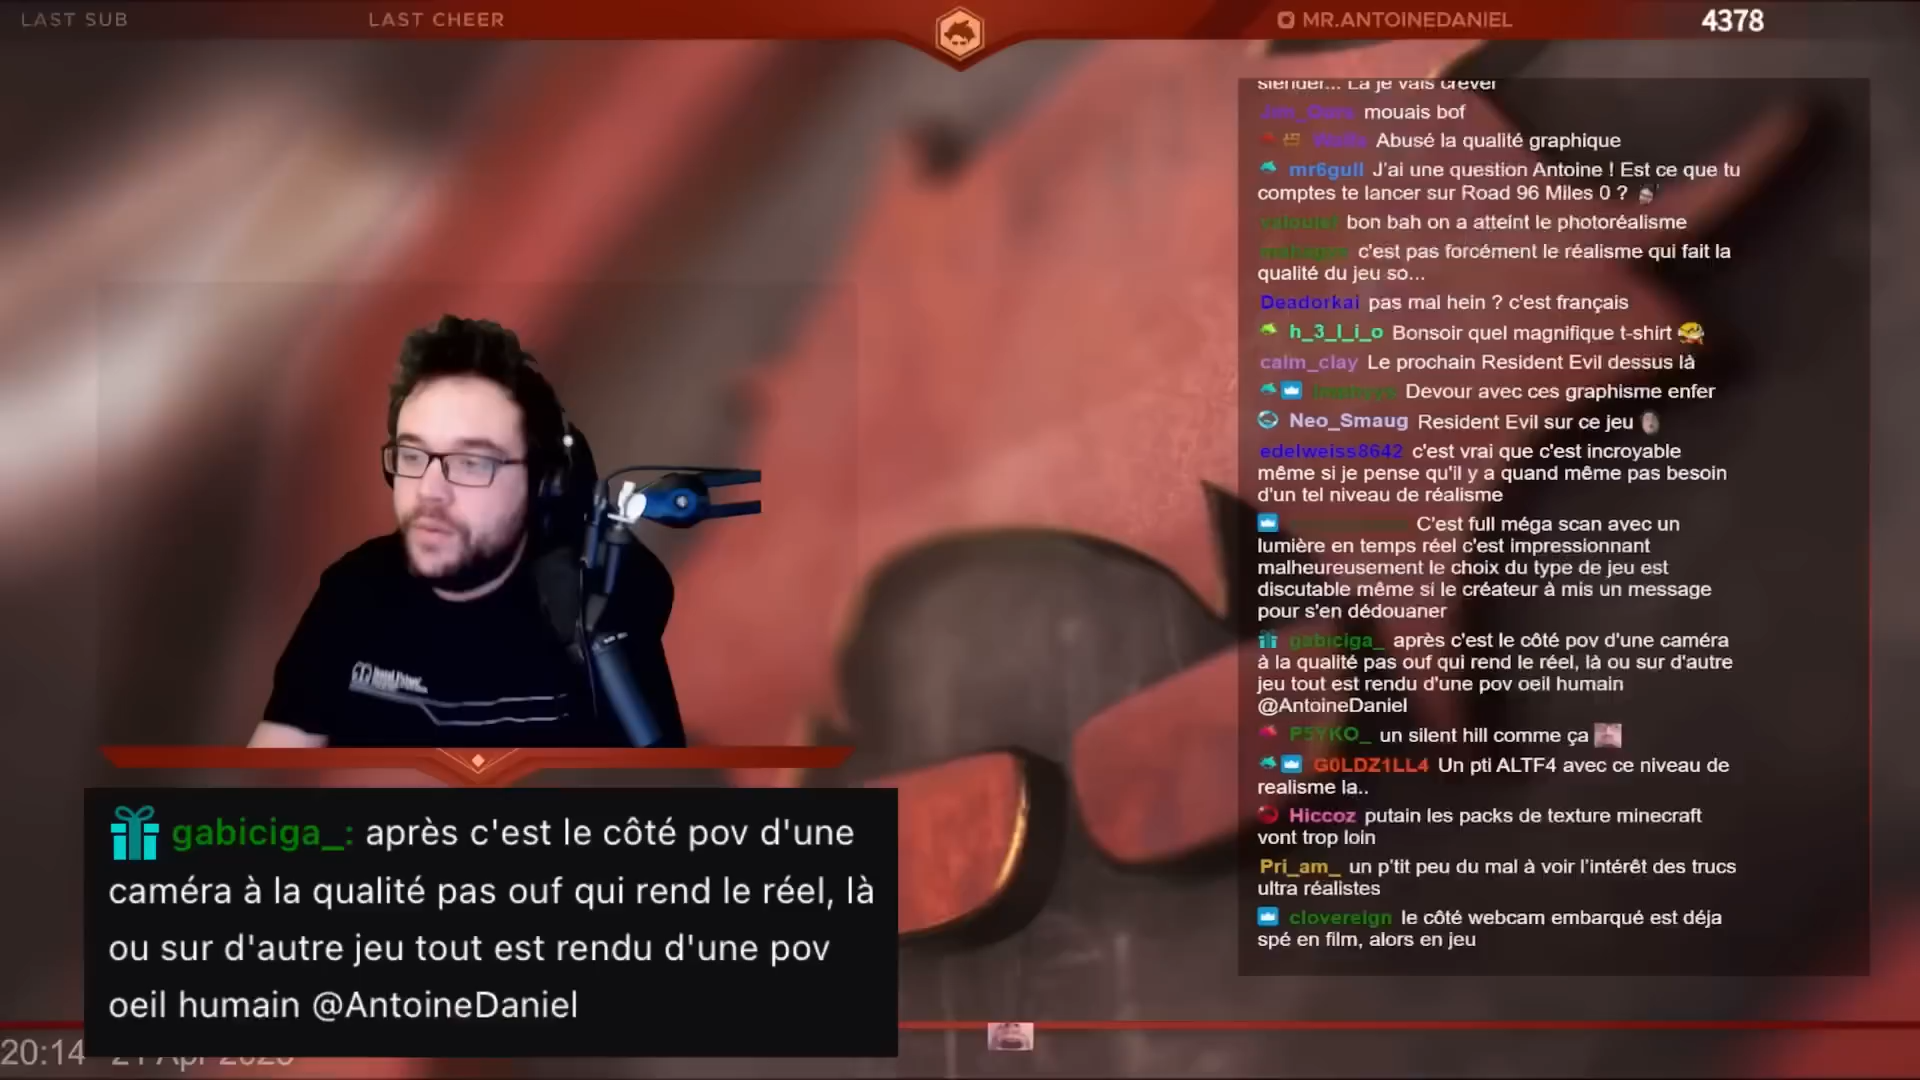 LAST SUB
LAST CHEER
MR.ANTOINEDANIEL
4378
slender... La je vais crever
mouais bof
Abusé la qualité graphique
mr6gull J'ai une question Antoine ! Est ce que tu
comptes te lancer sur Road 96 Miles 0 ?
bon bah on a atteint le photoréalisme
c'est pas forcément le réalisme qui fait la
qualité du jeu so...
Deadorkai pas mal hein ? c'est français
h_3_l_i_o Bonsoir quel magnifique t-shirt
calm_clay Le prochain Resident Evil dessus là
Devour avec ces graphisme enfer
Neo_Smaug Resident Evil sur ce jeu
edelweiss8642 c'est vrai que c'est incroyable
même si je pense qu'il y a quand même pas besoin
d'un tel niveau de réalisme
C'est full méga scan avec un
lumière en temps réel c'est impressionnant
malheureusement le choix du type de jeu est
discutable même si le créateur à mis un message
pour s'en dédouaner
gabiciga_ après c'est le côté pov d'une caméra
à la qualité pas ouf qui rend le réel, là ou sur d'autre
jeu tout est rendu d'une pov oeil humain
@AntoineDaniel
P5YKO_ un silent hill comme ça
G0LDZ1LL4 Un pti ALTF4 avec ce niveau de
realisme la..
Hiccoz putain les packs de texture minecraft
vont trop loin
Pri_am_ un p'tit peu du mal à voir l'intérêt des trucs
ultra réalistes
clovereign le côté webcam embarqué est déja
spé en film, alors en jeu
gabiciga_: après c'est le côté pov d'une
caméra à la qualité pas ouf qui rend le réel, là
ou sur d'autre jeu tout est rendu d'une pov
oeil humain @AntoineDaniel
20:14